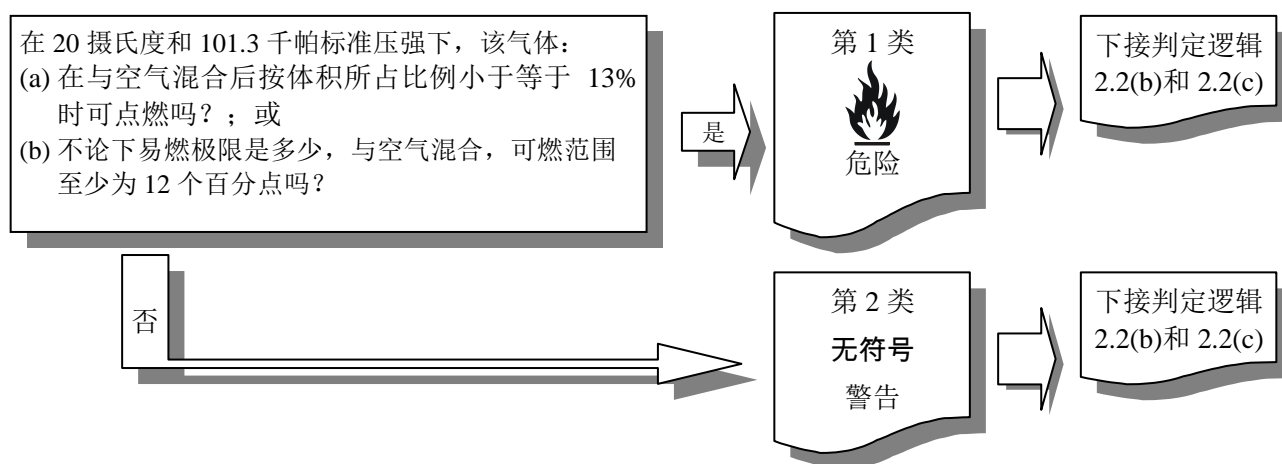 在 20 摄氏度和 101.3 千帕标准压强下，该气体：
(a) 在与空气混合后按体积所占比例小于等于 13%
时可点燃吗？；或
(b) 不论下易燃极限是多少，与空气混合，可燃范围
至少为 12 个百分点吗？
是
第 1 类
危险
下接判定逻辑
2.2(b)和 2.2(c)
否
第 2 类
无符号
警告
下接判定逻辑
2.2(b)和 2.2(c)